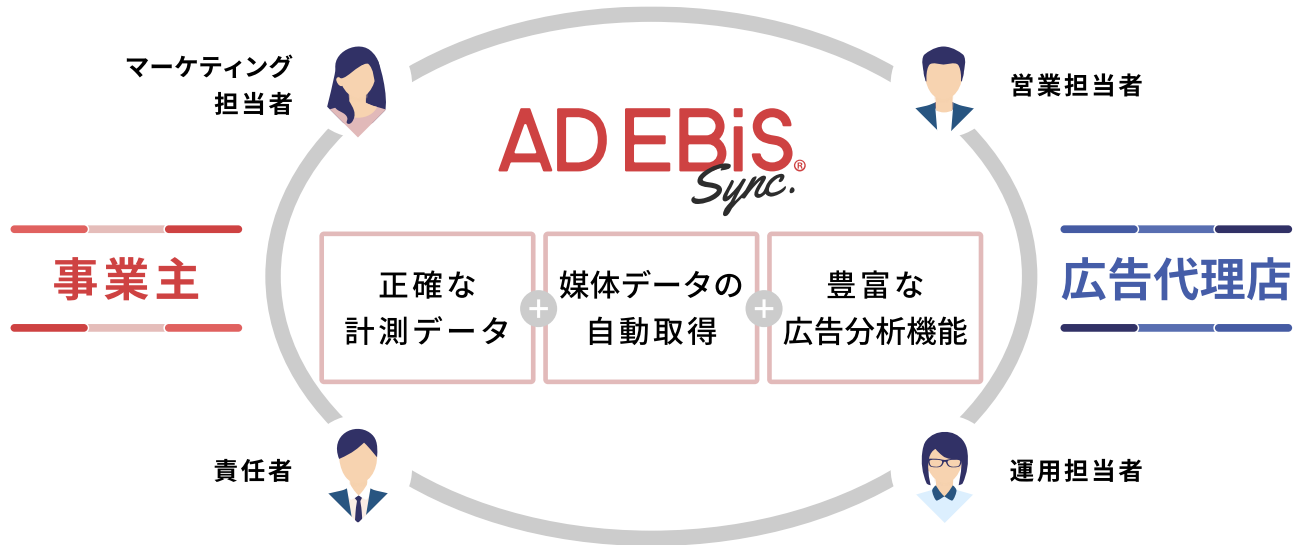 マーケティング
担当者
営業担当者
AD EBiS®
Sync.
事業主
正確な
計測データ
+
媒体データの
自動取得
+
豊富な
広告分析機能
広告代理店
責任者
運用担当者